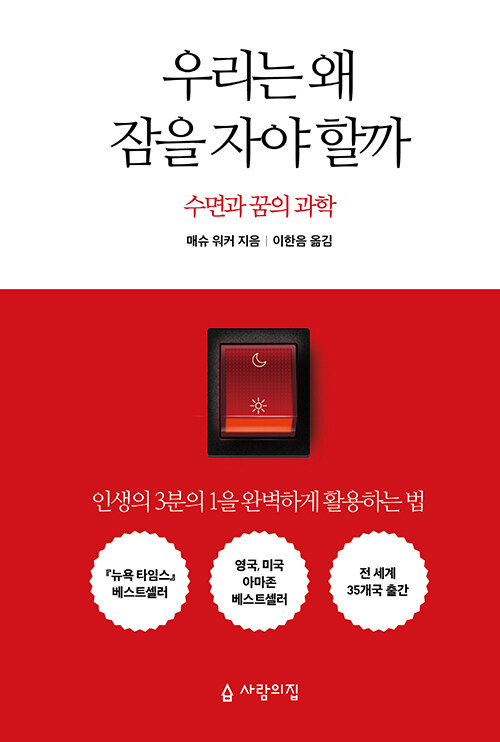 우리는 왜
잠을 자야 할까
수면과 꿈의 과학
매슈 워커 지음 | 이한음 옮김
인생의 3분의 1을 완벽하게 활용하는 법
『뉴욕 타임스』
베스트셀러
영국, 미국
아마존
베스트셀러
전 세계
35개국 출간
사람의집